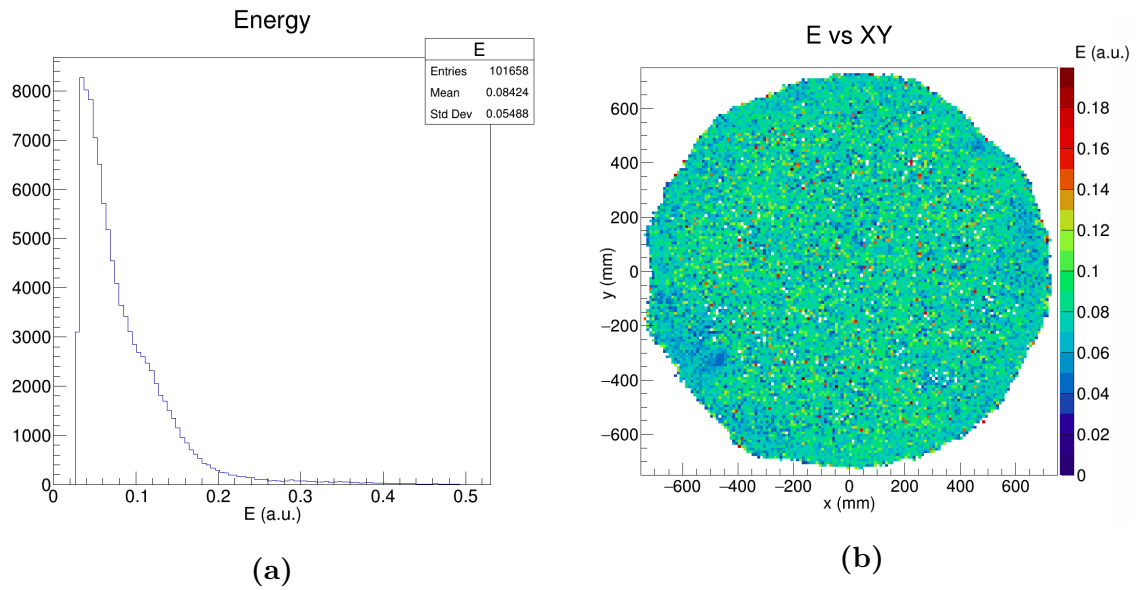 Energy
E
Entries 101658
Mean 0.08424
Std Dev 0.05488
8000
7000
6000
5000
4000
3000
2000
1000
0
0 0.1 0.2 0.3 0.4 0.5
E (a.u.)
(a)
E vs XY
E (a.u.)
600
400
200
0
−200
−400
−600
y (mm)
−600 −400 −200 0 200 400 600
x (mm)
0.18
0.16
0.14
0.12
0.1
0.08
0.06
0.04
0.02
0
(b)